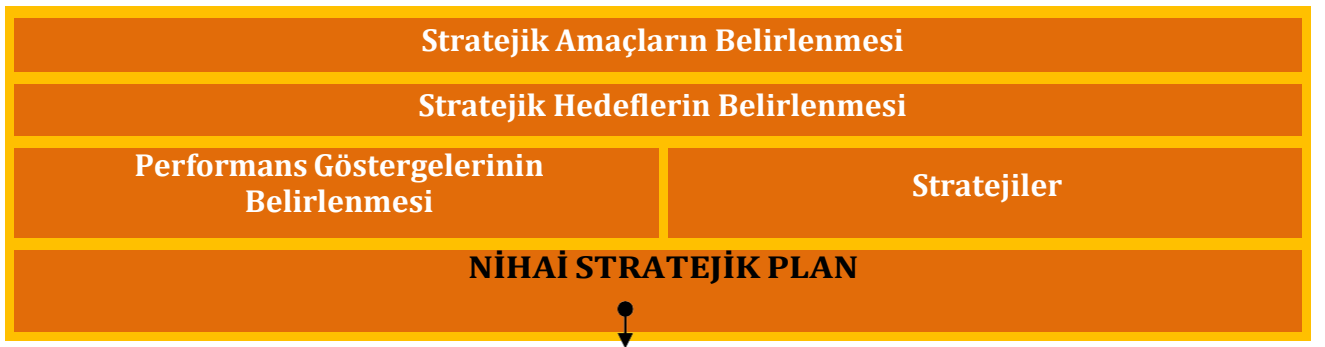 Stratejik Amaçların Belirlenmesi
Stratejik Hedeflerin Belirlenmesi
Performans Göstergelerinin
Belirlenmesi
Stratejiler
NİHAİ STRATEJİK PLAN